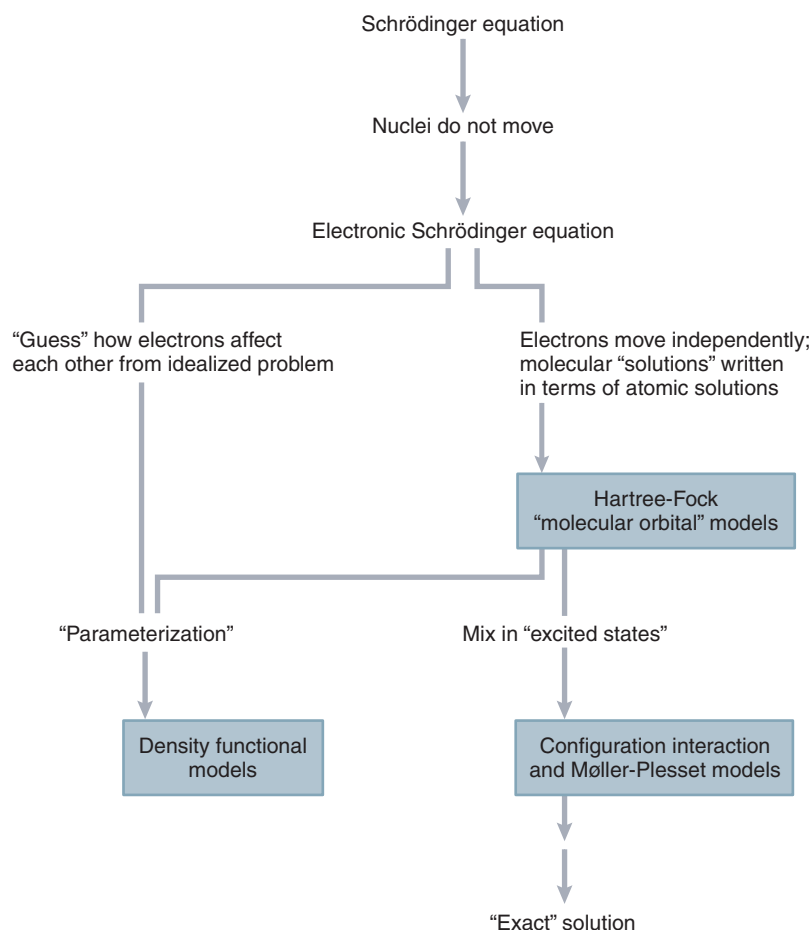 Schrödinger equation
Nuclei do not move
Electronic Schrödinger equation
“Guess” how electrons affect
each other from idealized problem
Electrons move independently;
molecular “solutions” written
in terms of atomic solutions
Hartree-Fock
“molecular orbital” models
“Parameterization”
Mix in “excited states”
Density functional
models
Configuration interaction
and Møller-Plesset models
“Exact” solution